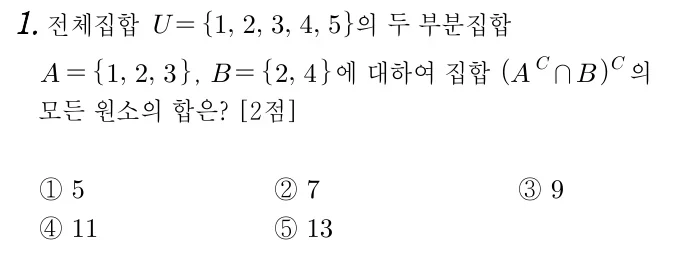 1. 전체집합 U={1, 2, 3, 4, 5}의 두 부분집합
A={1, 2, 3}, B={2, 4}에 대하여 집합 (A^C∩B)^C의
모든 원소의 합은? [2점]
① 5 ② 7 ③ 9
④ 11 ⑤ 13